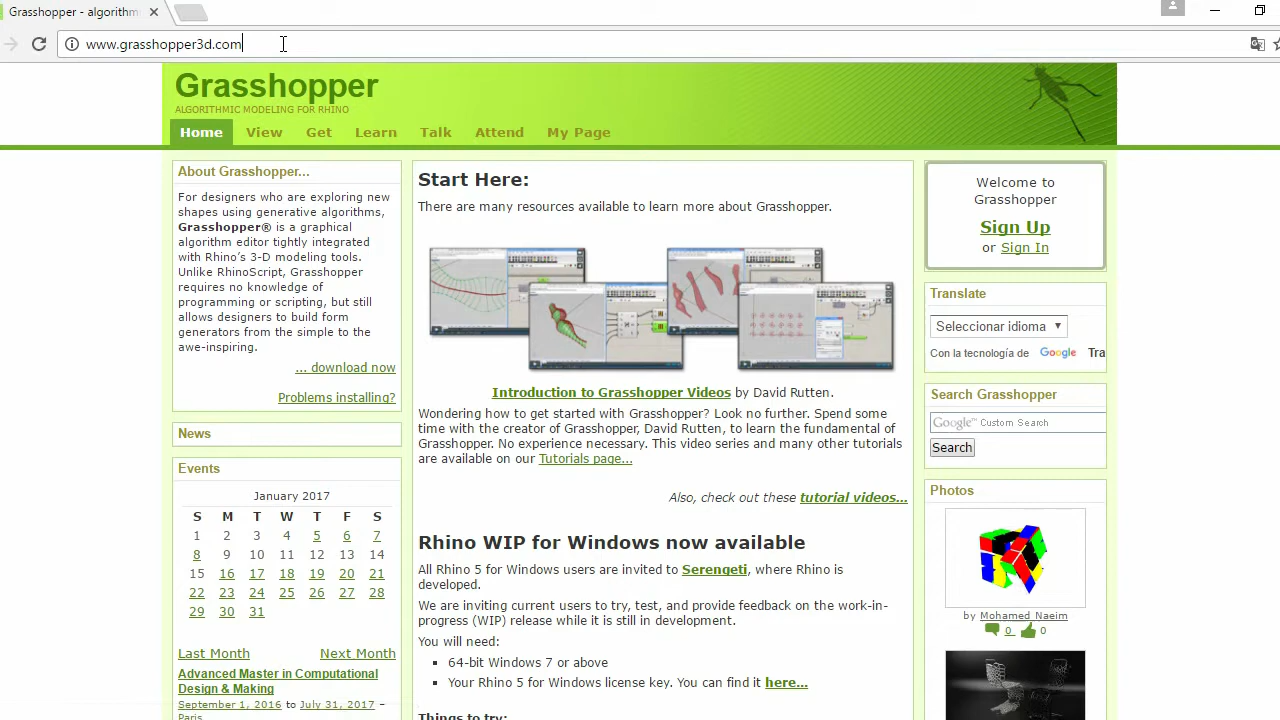 Grasshopper - algorithm
www.grasshopper3d.com
Grasshopper
ALGORITHMIC MODELING FOR RHINO
Home View Get Learn Talk Attend My Page
About Grasshopper...
For designers who are exploring new
shapes using generative algorithms,
Grasshopper® is a graphical
algorithm editor tightly integrated
with Rhino's 3-D modeling tools.
Unlike RhinoScript, Grasshopper
requires no knowledge of
programming or scripting, but still
allows designers to build form
generators from the simple to the
awe-inspiring.
... download now
Problems installing?
News
Events
January 2017
S M T W T F S
1 2 3 4 5 6 7
8 9 10 11 12 13 14
15 16 17 18 19 20 21
22 23 24 25 26 27 28
29 30 31
Last Month Next Month
Advanced Master in Computational
Design & Making
September 1, 2016 to July 31, 2017 –
Paris
Start Here:
There are many resources available to learn more about Grasshopper.
Introduction to Grasshopper Videos by David Rutten.
Wondering how to get started with Grasshopper? Look no further. Spend some
time with the creator of Grasshopper, David Rutten, to learn the fundamental of
Grasshopper. No experience necessary. This video series and many other tutorials
are available on our Tutorials page...
Also, check out these tutorial videos...
Rhino WIP for Windows now available
All Rhino 5 for Windows users are invited to Serengeti, where Rhino is
developed.
We are inviting current users to try, test, and provide feedback on the work-in-
progress (WIP) release while it is still in development.
You will need:
64-bit Windows 7 or above
Your Rhino 5 for Windows license key. You can find it here...
Things to try:
Welcome to
Grasshopper
Sign Up
or Sign In
Translate
Seleccionar idioma
Con la tecnología de Google Tra
Search Grasshopper
Google™ Custom Search
Search
Photos
by Mohamed_Naeim
0 0